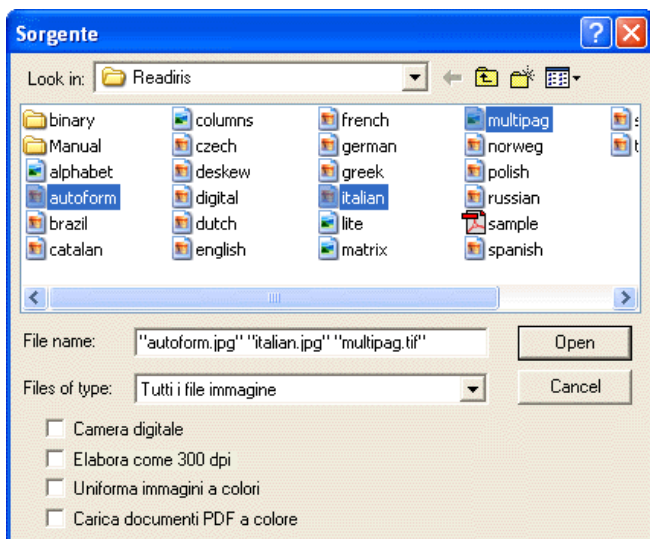 Sorgente
Look in: Readiris
binary columns french multipag s
Manual czech german norweg t
alphabet deskew greek polish
autoform digital italian russian
brazil dutch lite sample
catalan english matrix spanish
File name: "autoform.jpg" "italian.jpg" "multipag.tif" Open
Files of type: Tutti i file immagine Cancel
Camera digitale
Elabora come 300 dpi
Uniforma immagini a colori
Carica documenti PDF a colore